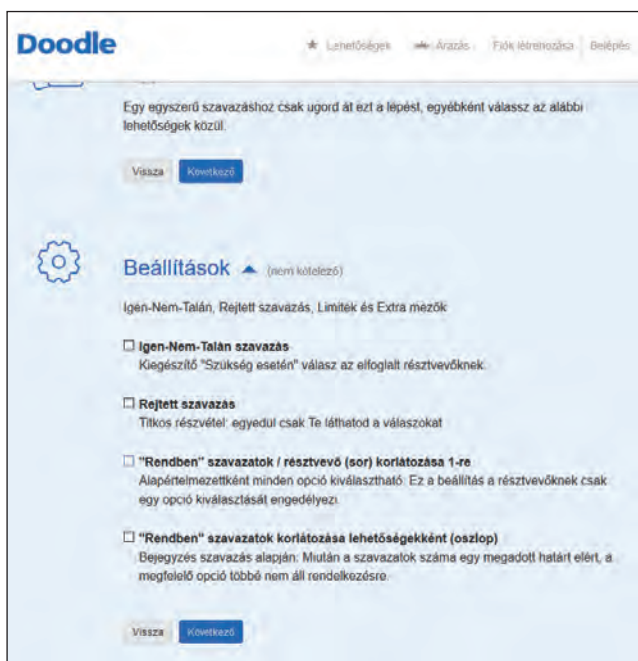 Doodle
Lehetőségek Árazás Fiók létrehozása Belépés
Egy egyszerű szavazáshoz csak ugord át ezt a lépést, egyébként válassz az alábbi
lehetőségek közül.
Vissza Következő
Beállítások (nem kötelező)
Igen-Nem-Talán, Rejtett szavazás, Limitek és Extra mezők
Igen-Nem-Talán szavazás
Kiegészítő "Szükség esetén" válasz az elfoglalt résztvevőknek.
Rejtett szavazás
Titkos részvétel: egyedül csak Te láthatod a válaszokat
"Rendben" szavazatok / résztvevő (sor) korlátozása 1-re
Alapértelmezettként minden opció kiválasztható. Ez a beállítás a résztvevőknek csak
egy opció kiválasztását engedélyezi.
"Rendben" szavazatok korlátozása lehetőségekként (oszlop)
Bejegyzés szavazás alapján: Miután a szavazatok száma egy megadott határt elért, a
megfelelő opció többé nem áll rendelkezésre.
Vissza Következő